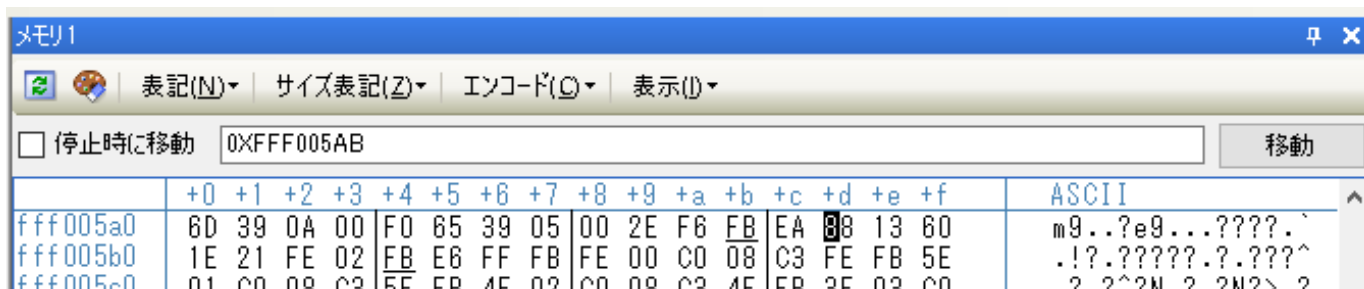 メモリ1
表記(N) サイズ表記(Z) エンコード(C) 表示(I)
停止時に移動 0XFFF005AB 移動
+0 +1 +2 +3 +4 +5 +6 +7 +8 +9 +a +b +c +d +e +f ASCII
fff005a0 6D 39 0A 00 F0 65 39 05 00 2E F6 FB EA 88 13 60 m9..?e9...????.`
fff005b0 1E 21 FE 02 FB E6 FF FB FE 00 C0 08 C3 FE FB 5E .!?.?????.?.???^